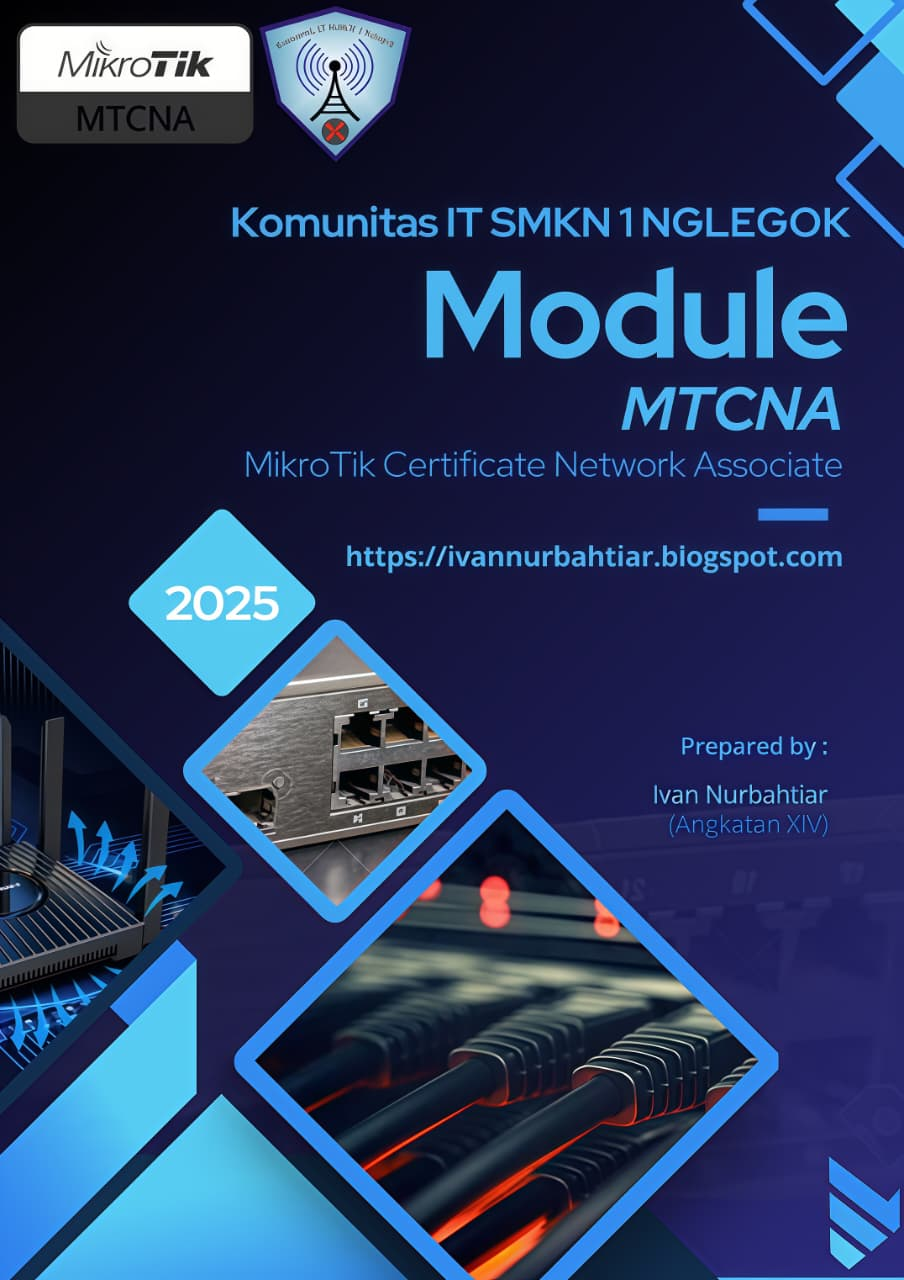 MikroTik
MTCNA
Komunitas IT SMKN 1 NGLEGOK
Module
MTCNA
MikroTik Certificate Network Associate
https://ivannurbahtiar.blogspot.com
2025
Prepared by :
Ivan Nurbahtiar
(Angkatan XIV)